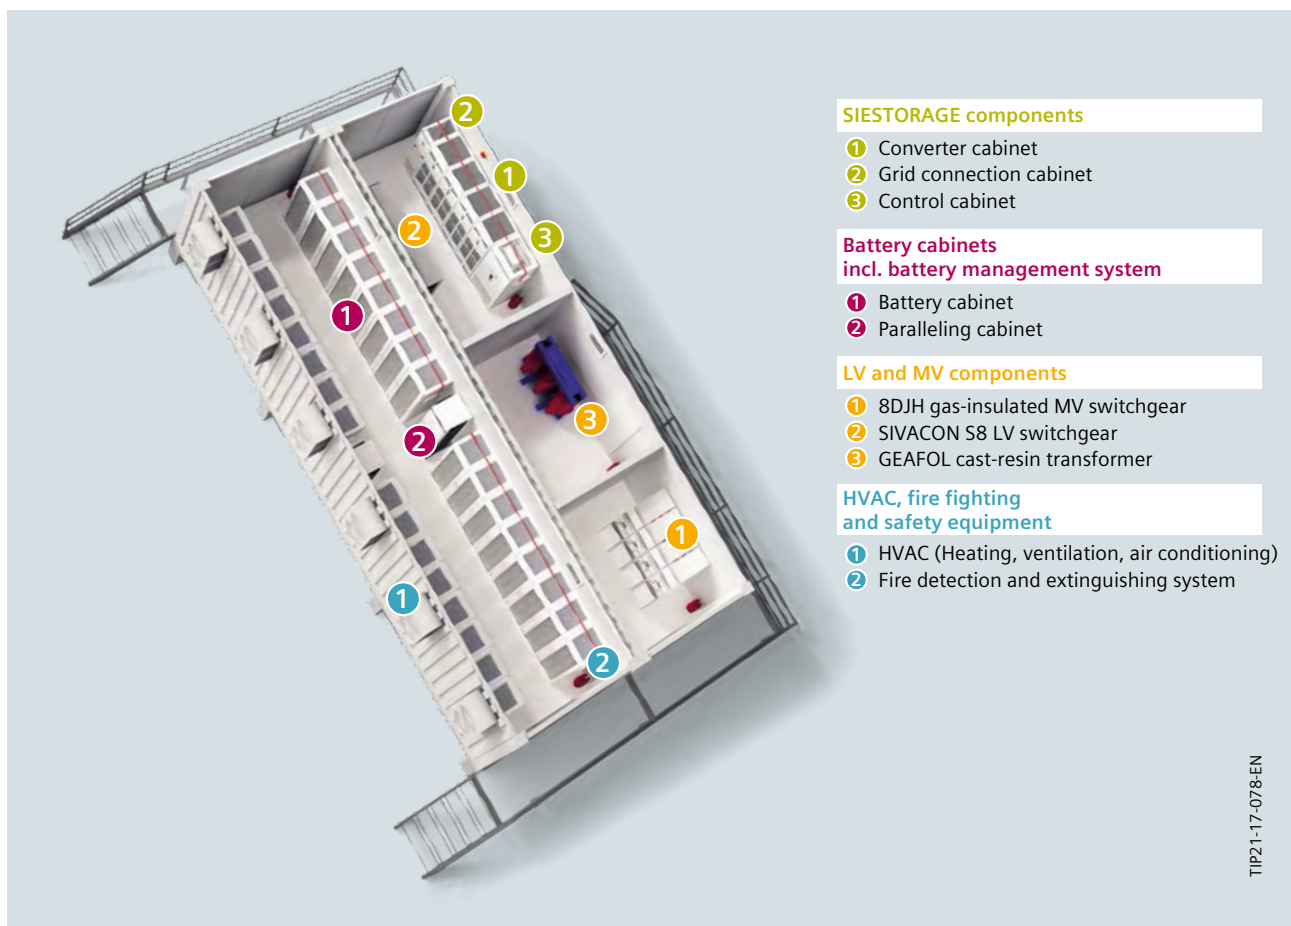 SIESTORAGE components
1 Converter cabinet
2 Grid connection cabinet
3 Control cabinet
Battery cabinets
incl. battery management system
1 Battery cabinet
2 Paralleling cabinet
LV and MV components
1 8DJH gas-insulated MV switchgear
2 SIVACON S8 LV switchgear
3 GEAFOL cast-resin transformer
HVAC, fire fighting
and safety equipment
1 HVAC (Heating, ventilation, air conditioning)
2 Fire detection and extinguishing system
2
1
2
3
1
3
2
1
1
2
TIP21-17-078-EN